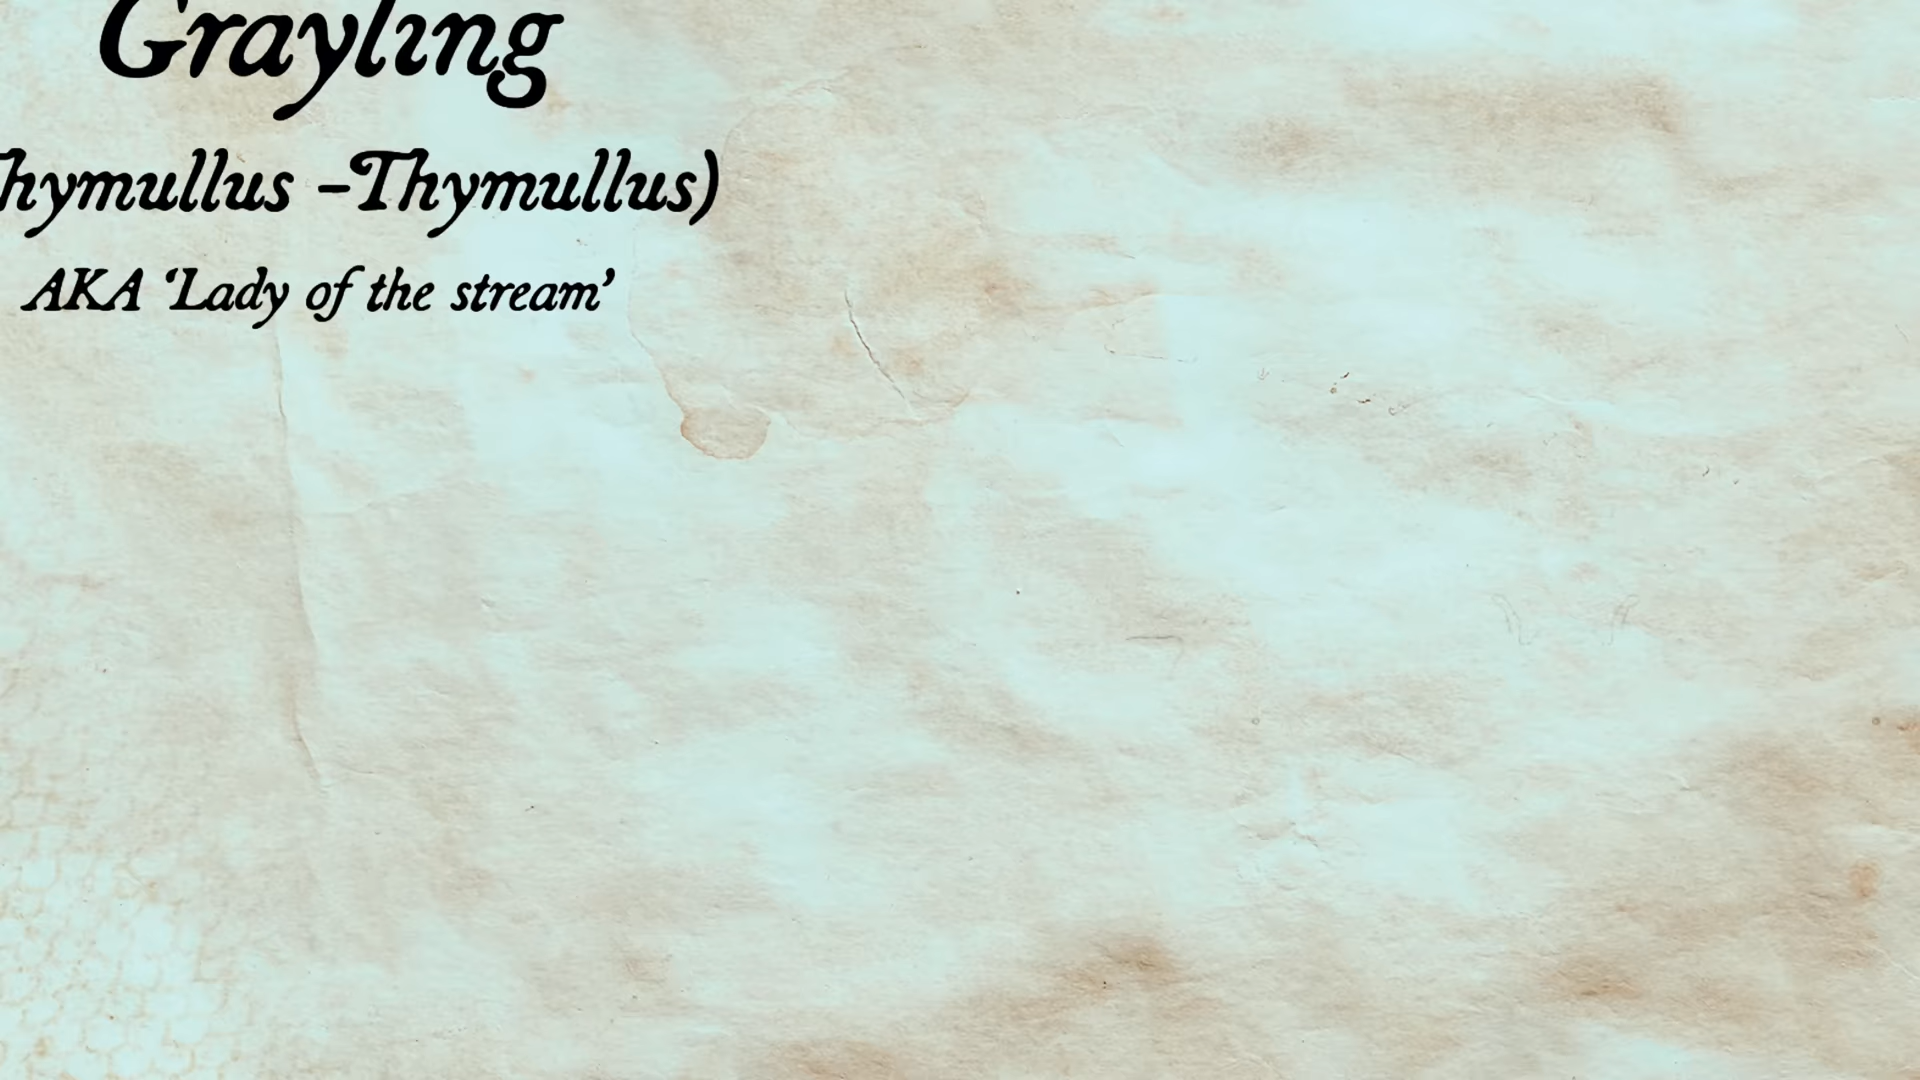 Grayling
hymullus -Thymullus)
AKA ‘Lady of the stream’